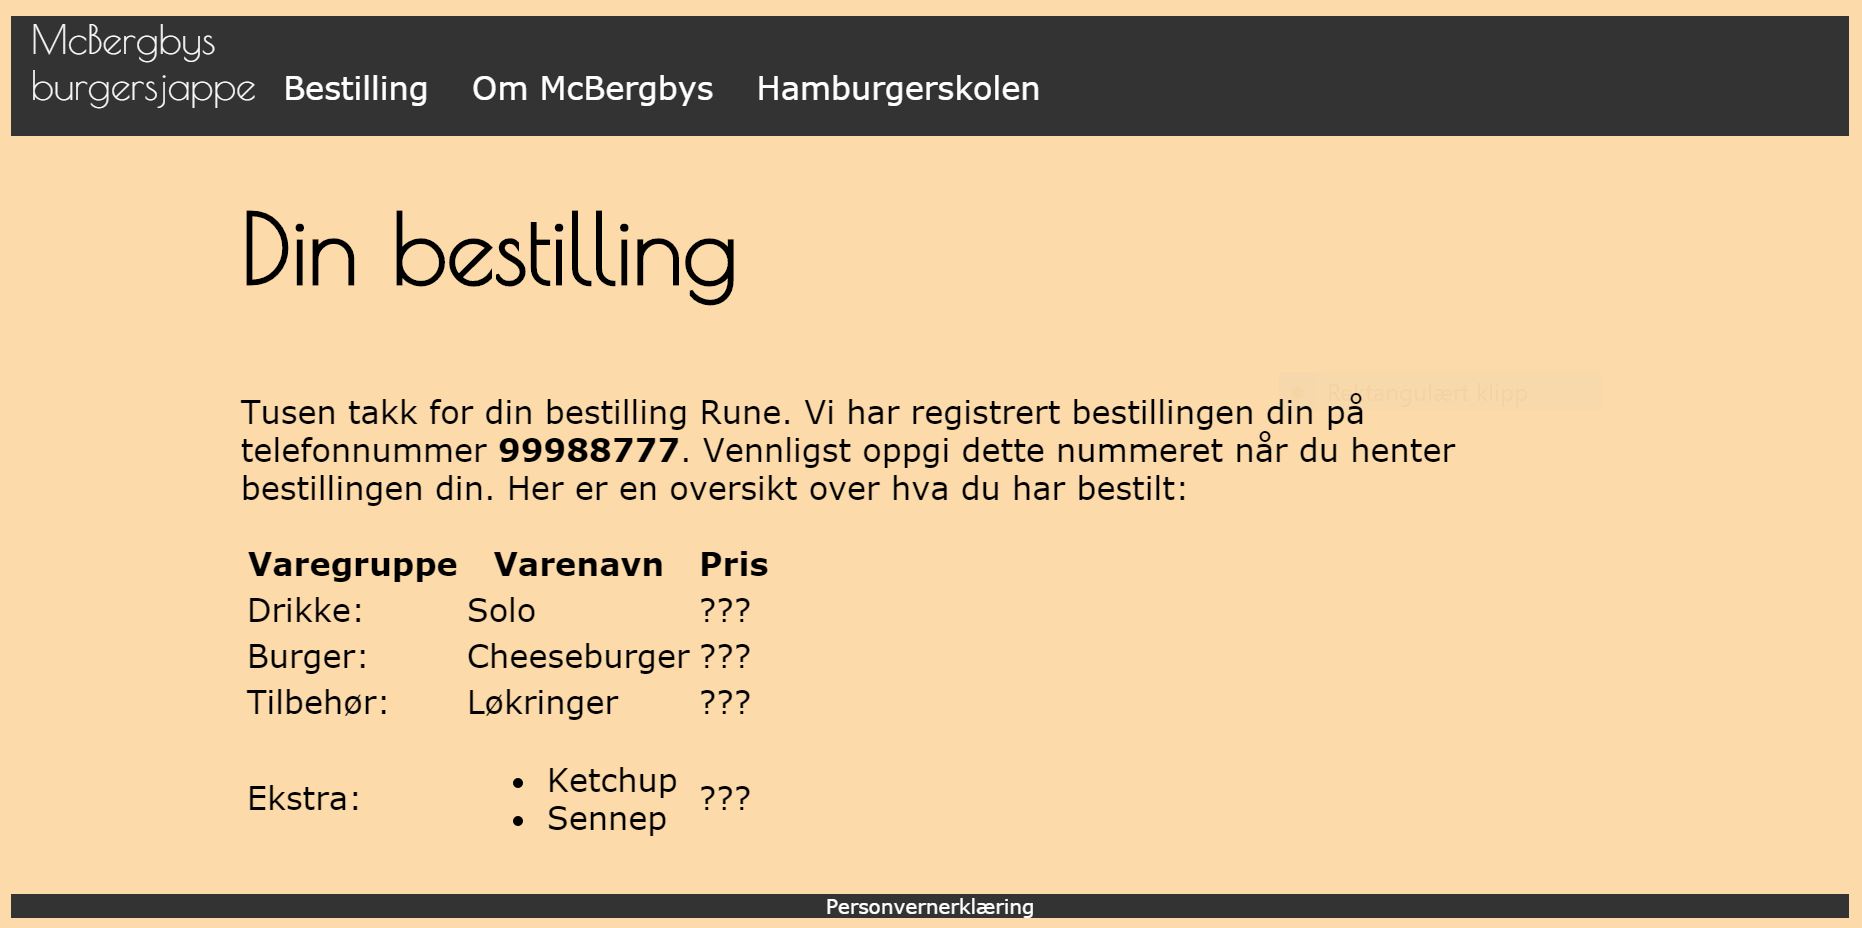 McBergbys
burgersjappe
Bestilling Om McBergbys Hamburgerskolen
Din bestilling
Rektangulært klipp
Tusen takk for din bestilling Rune. Vi har registrert bestillingen din på
telefonnummer 99988777. Vennligst oppgi dette nummeret når du henter
bestillingen din. Her er en oversikt over hva du har bestilt:
Varegruppe Varenavn Pris
Drikke: Solo ???
Burger: Cheeseburger ???
Tilbehør: Løkringer ???
Ekstra: • Ketchup ???
• Sennep
Personvernerklæring